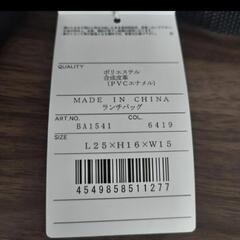 QUALITY
ポリエステル
合成皮革
(PVCエナメル)
MADE IN CHINA
ランチバッグ
ART.NO. COL.
BA1541 6419
SIZE
L25×H16×W15
4549858511277